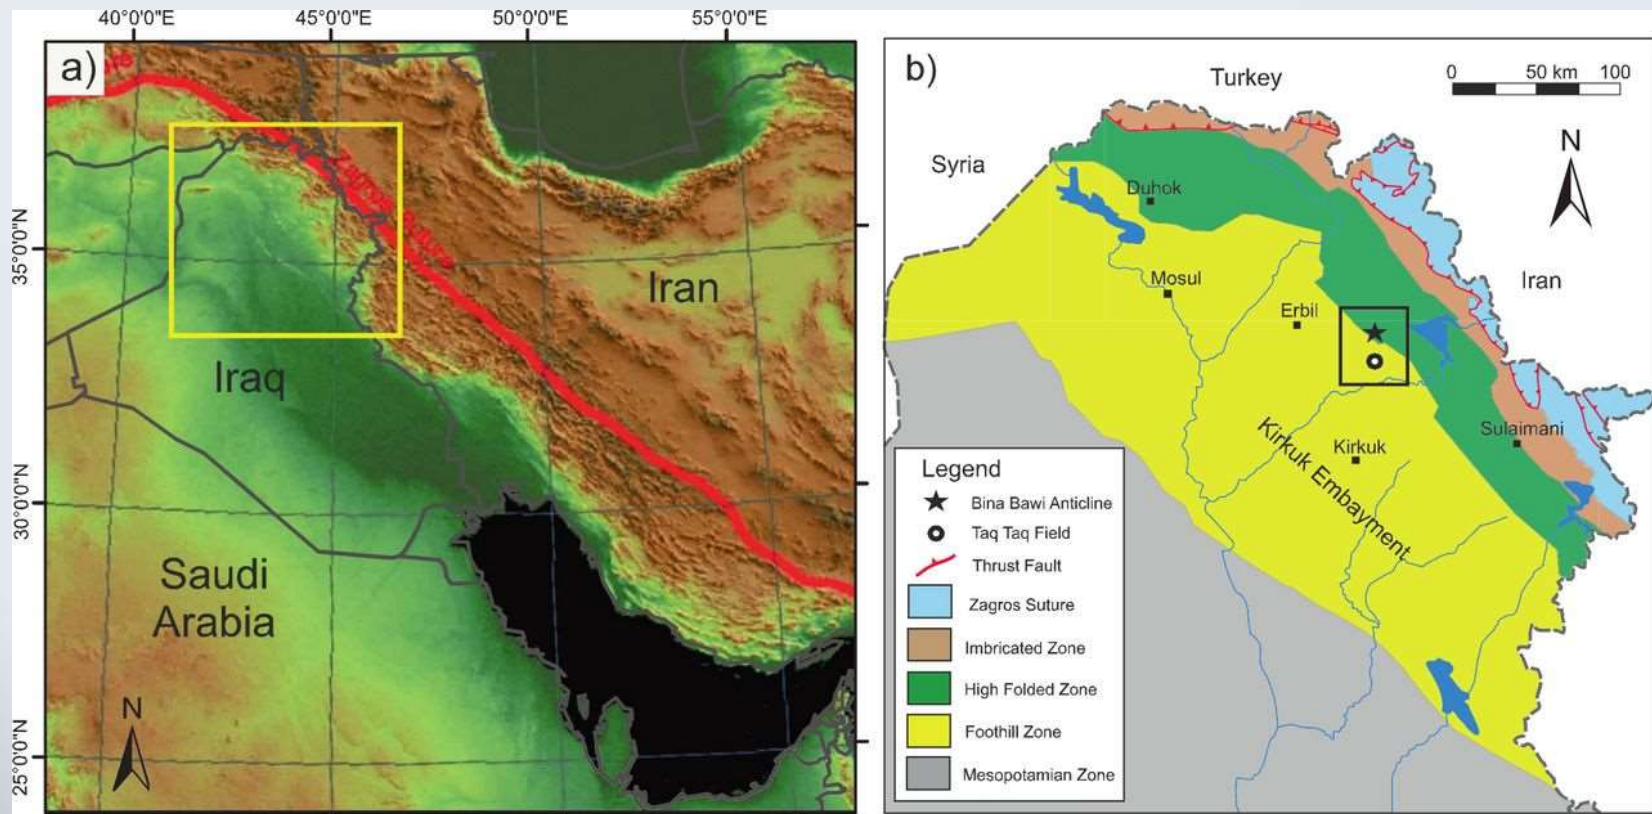 40°0'0"E
45°0'0"E
50°0'0"E
55°0'0"E
a)
Zagros Suture
Iran
Iraq
Saudi
Arabia
N
35°0'0"N
30°0'0"N
25°0'0"N
b)
Turkey
0 50 km 100
N
Syria
Duhok
Iran
Mosul
Erbil
Kirkuk
Sulaimani
Kirkuk Embayment
Legend
Bina Bawi Anticline
Taq Taq Field
Thrust Fault
Zagros Suture
Imbricated Zone
High Folded Zone
Foothill Zone
Mesopotamian Zone